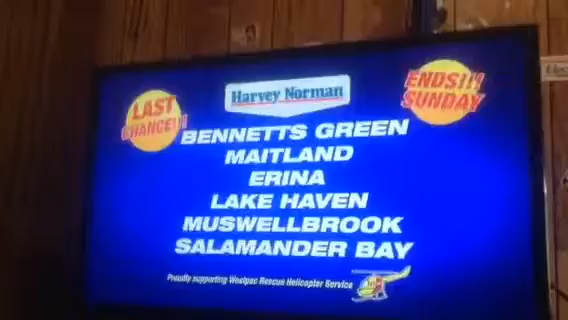 LAST
CHANCE!!!
Harvey Norman
ENDS!!!
SUNDAY
BENNETTS GREEN
MAITLAND
ERINA
LAKE HAVEN
MUSWELLBROOK
SALAMANDER BAY
Proudly supporting Westpac Rescue Helicopter Service